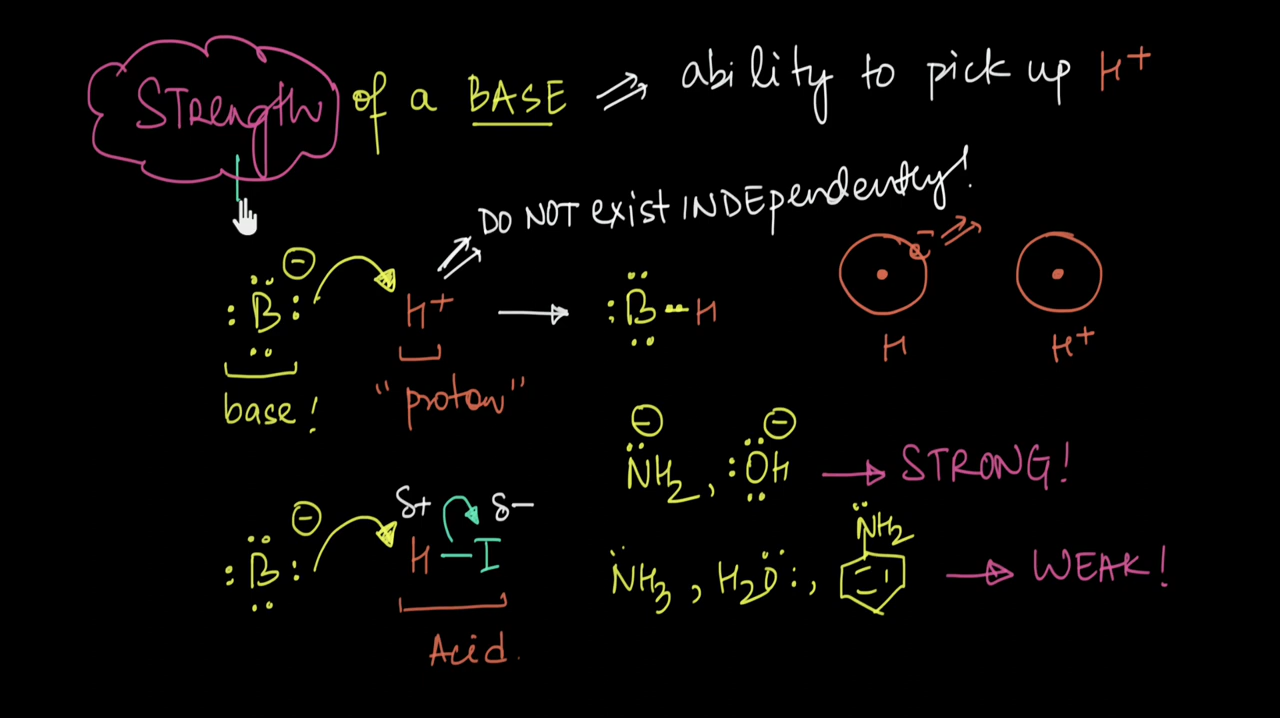 STRength of a BASE ⇒ ability to pick up H+
DO NOT exist INDEpendently!
:B: ⊖ H+ → :B–H
e-
H H+
base! "proton"
⊖ ⊖
NH2, :OH → STRONG!
δ+ δ-
:B: ⊖ H–I
NH2
NH3, H2O:, → WEAK!
Acid.